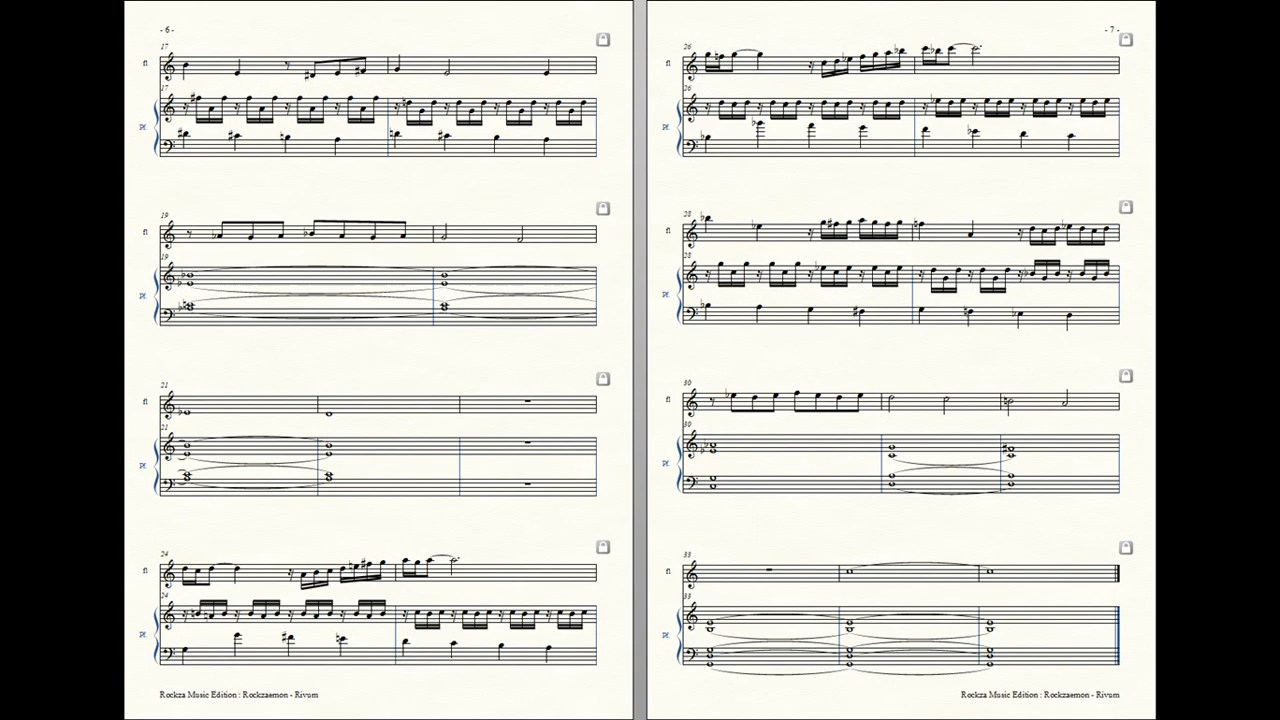 - 6 -
17
fl
17
Pf.
19
fl
19
Pf.
21
fl
21
Pf.
24
fl
24
Pf.
Rockza Music Edition : Rockzaemon - Rivum
- 7 -
26
fl
26
Pf.
28
fl
28
Pf.
30
fl
30
Pf.
33
fl
33
Pf.
Rockza Music Edition : Rockzaemon - Rivum